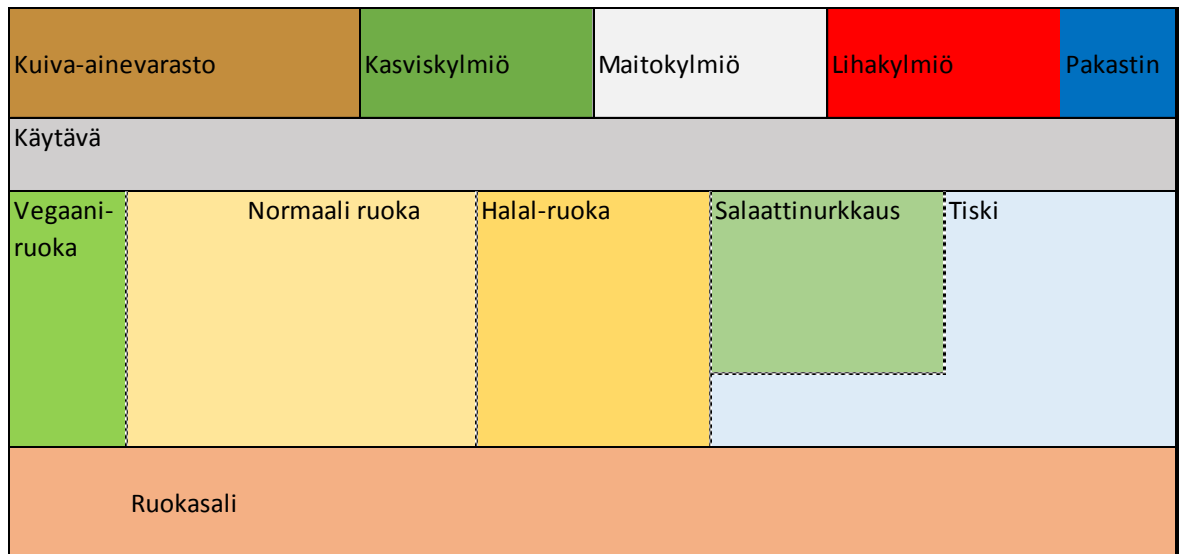 Kuiva-ainevarasto
Kasviskylmiö
Maitokylmiö
Lihakylmiö
Pakastin
Käytävä
Vegaani-
ruoka
Normaali ruoka
Halal-ruoka
Salaattinurkkaus
Tiski
Ruokasali